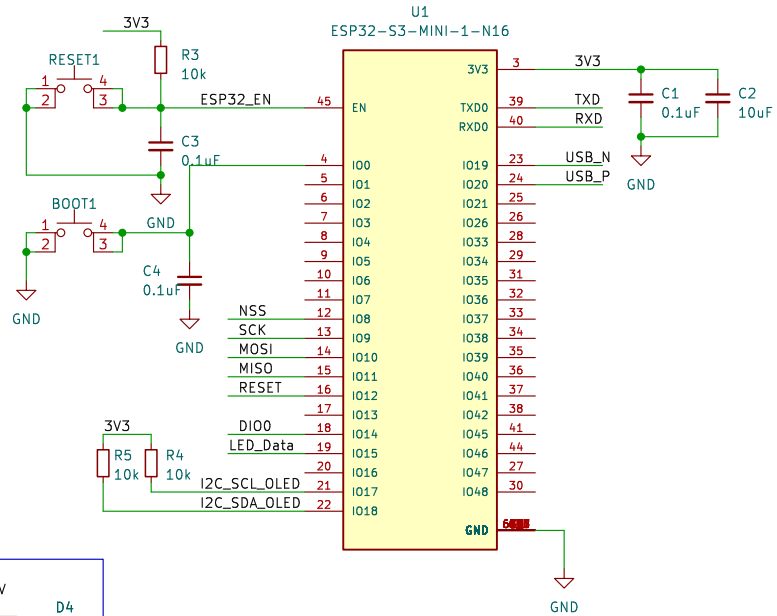 U1
ESP32-S3-MINI-1-N16
3V3
R3
10k
RESET1
1
2
4
3
ESP32_EN
C3
0.1uF
GND
BOOT1
1
2
4
3
GND
C4
0.1uF
GND
NSS
SCK
MOSI
MISO
RESET
DIO0
LED_Data
3V3
R5
10k
R4
10k
I2C_SCL_OLED
I2C_SDA_OLED
45 EN
4 IO0
5 IO1
6 IO2
7 IO3
8 IO4
9 IO5
10 IO6
11 IO7
12 IO8
13 IO9
14 IO10
15 IO11
16 IO12
17 IO13
18 IO14
19 IO15
20 IO16
21 IO17
22 IO18
3V3 3
TXD0 39
RXD0 40
IO19 23
IO20 24
IO21 25
IO26 26
IO33 28
IO34 29
IO35 31
IO36 32
IO37 33
IO38 34
IO39 35
IO40 36
IO41 37
IO42 38
IO45 41
IO46 44
IO47 27
IO48 30
GND
3V3
TXD
RXD
USB_N
USB_P
C1
0.1uF
C2
10uF
GND
GND
V
D4